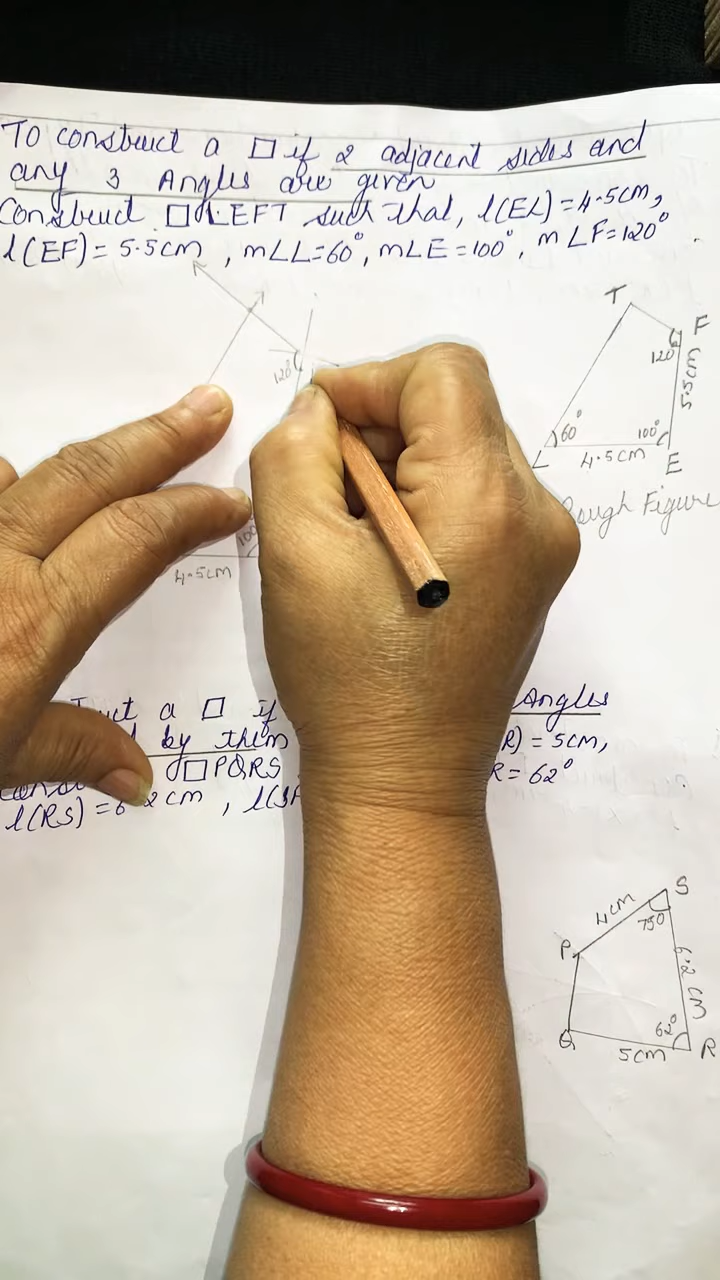 To construct a □ if 2 adjacent sides and
any 3 Angles are given
Construct □ LEFT such that, l(EL) = 4.5cm,
l(EF) = 5.5cm, m∠L=60°, m∠E=100°, m∠F=120°
T
F
120°
5.5cm
60°
100°
L
4.5cm
E
Rough Figure
120°
100
4.5cm
a □ if Angles
by them R) = 5cm,
□ PQRS R = 62°
l(RS) = 6.2cm, l(SP
S
4cm
75°
P
6.2cm
62°
Q
5cm
R